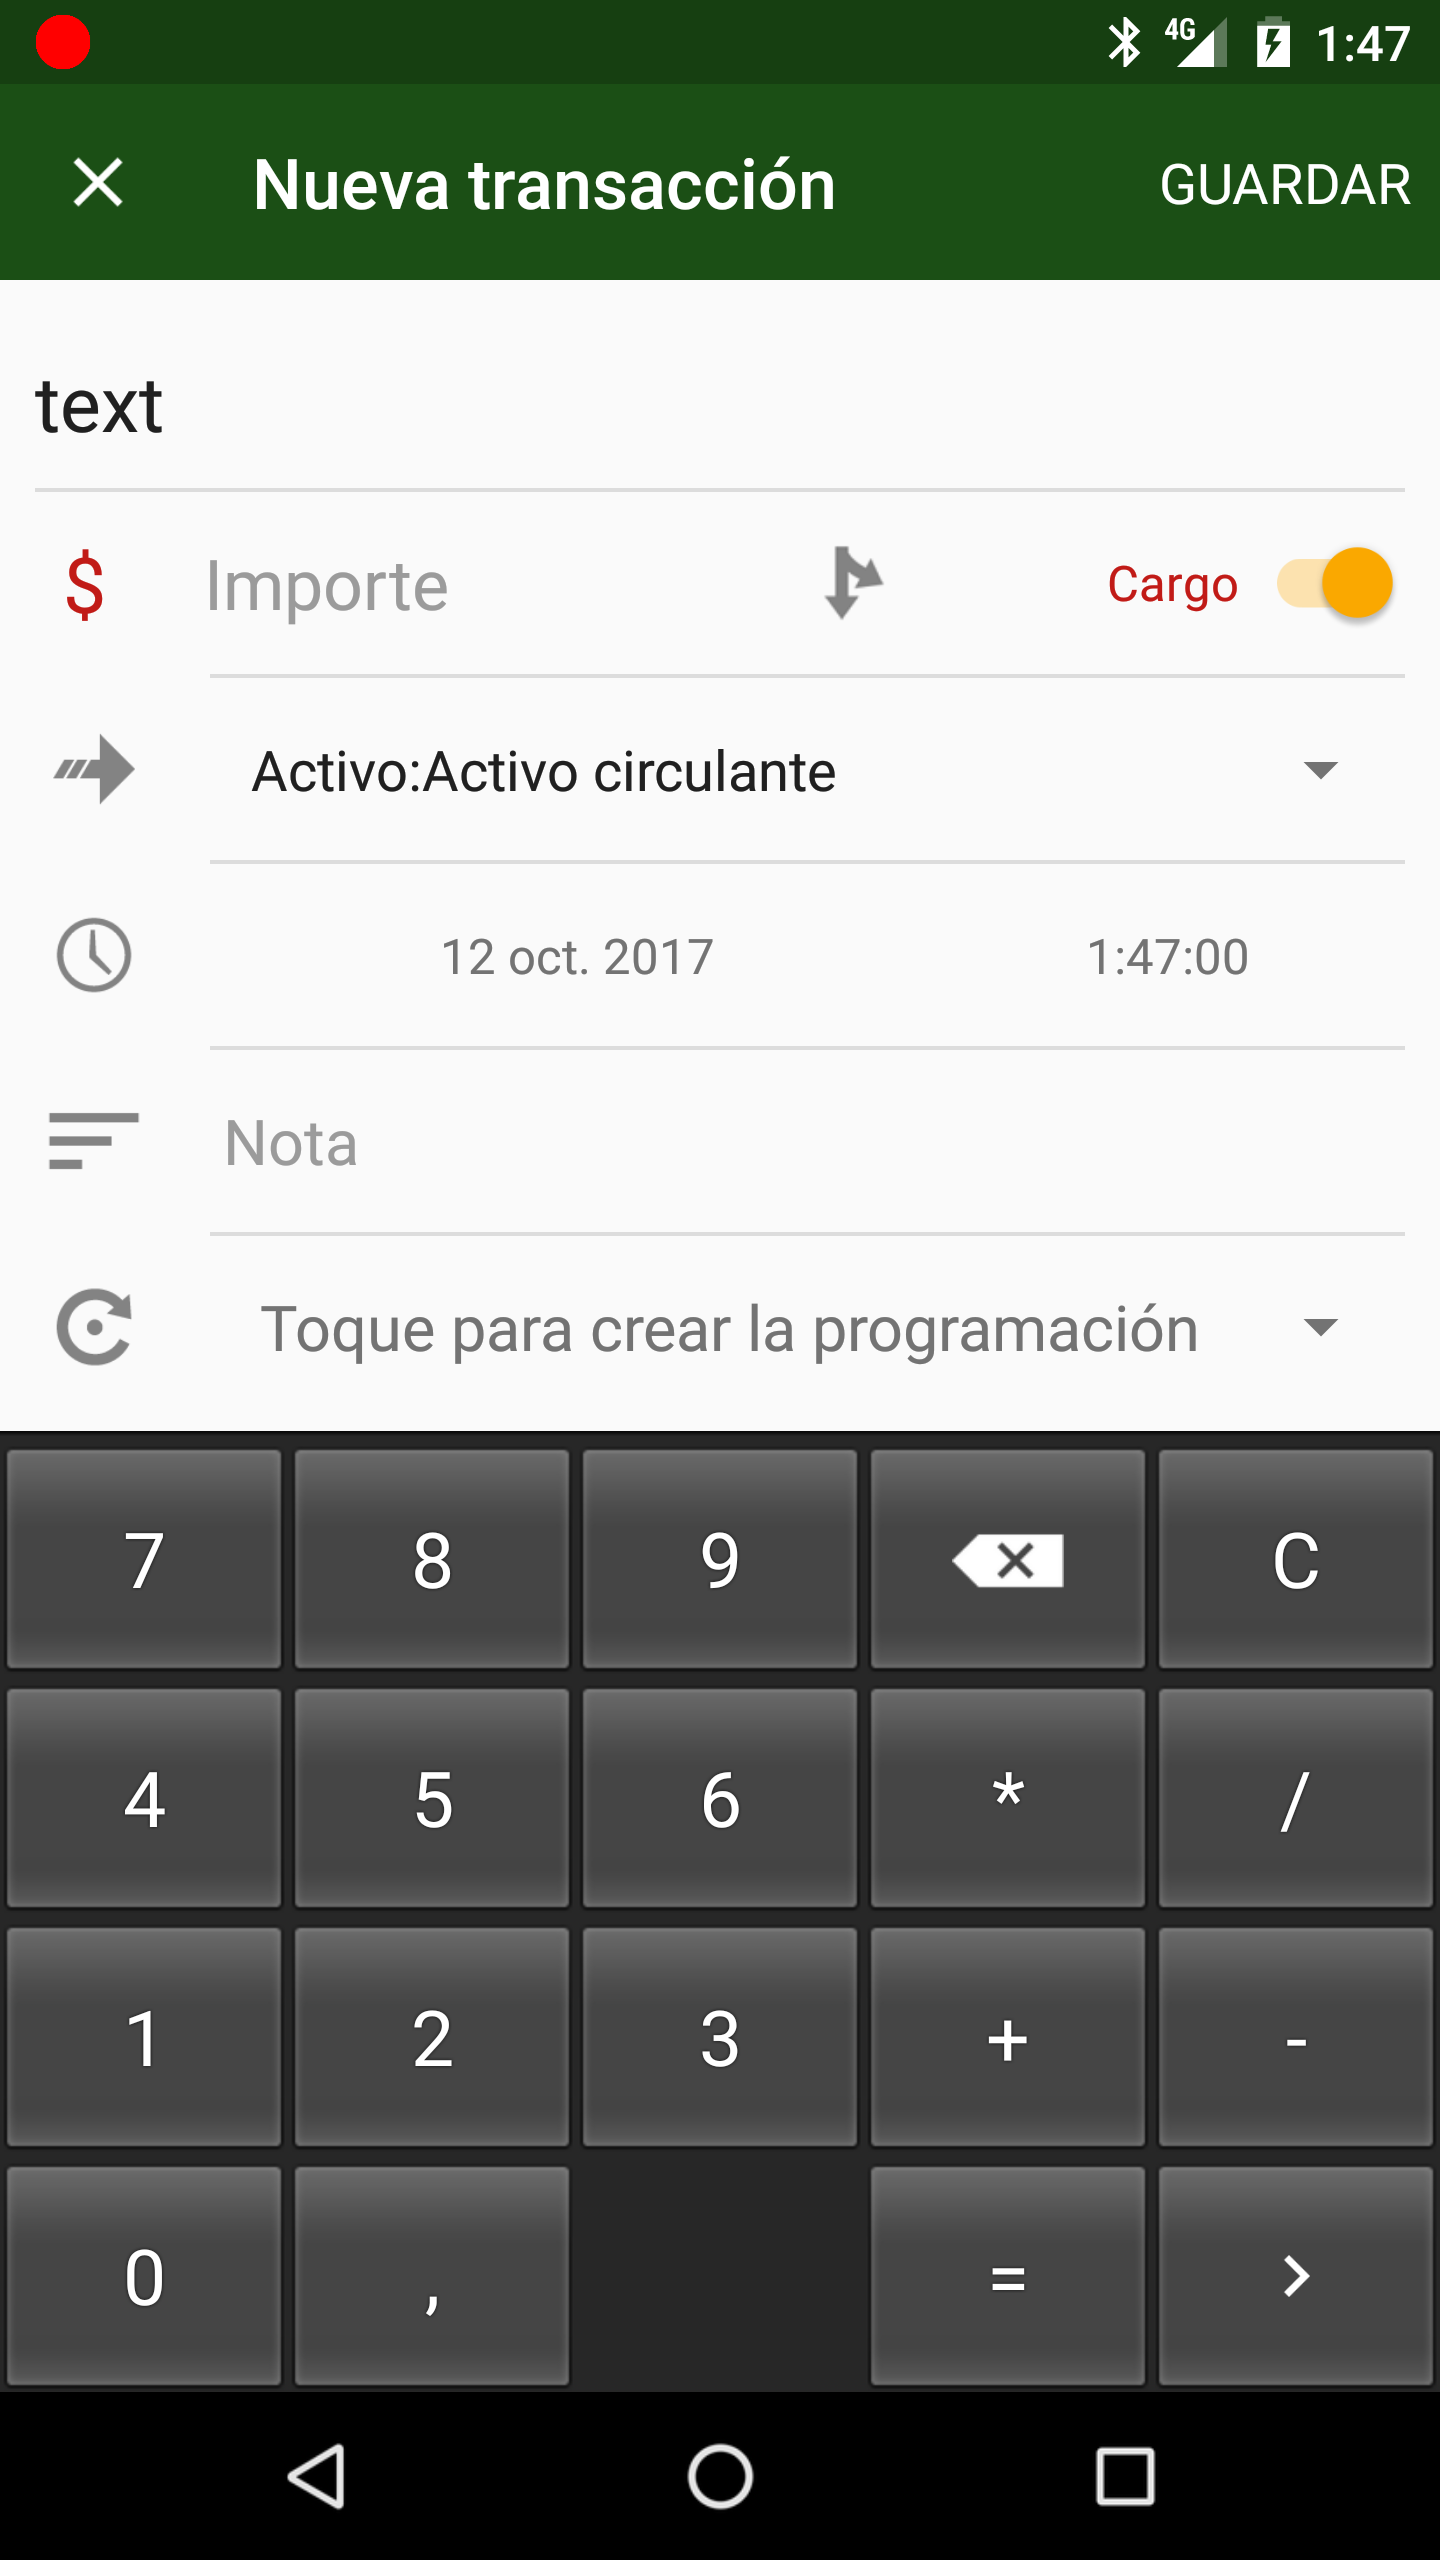 4G 1:47
Nueva transacción GUARDAR
text
$ Importe Cargo
Activo:Activo circulante
12 oct. 2017 1:47:00
Nota
Toque para crear la programación
7 8 9 C
4 5 6 * /
1 2 3 + -
0 , = >